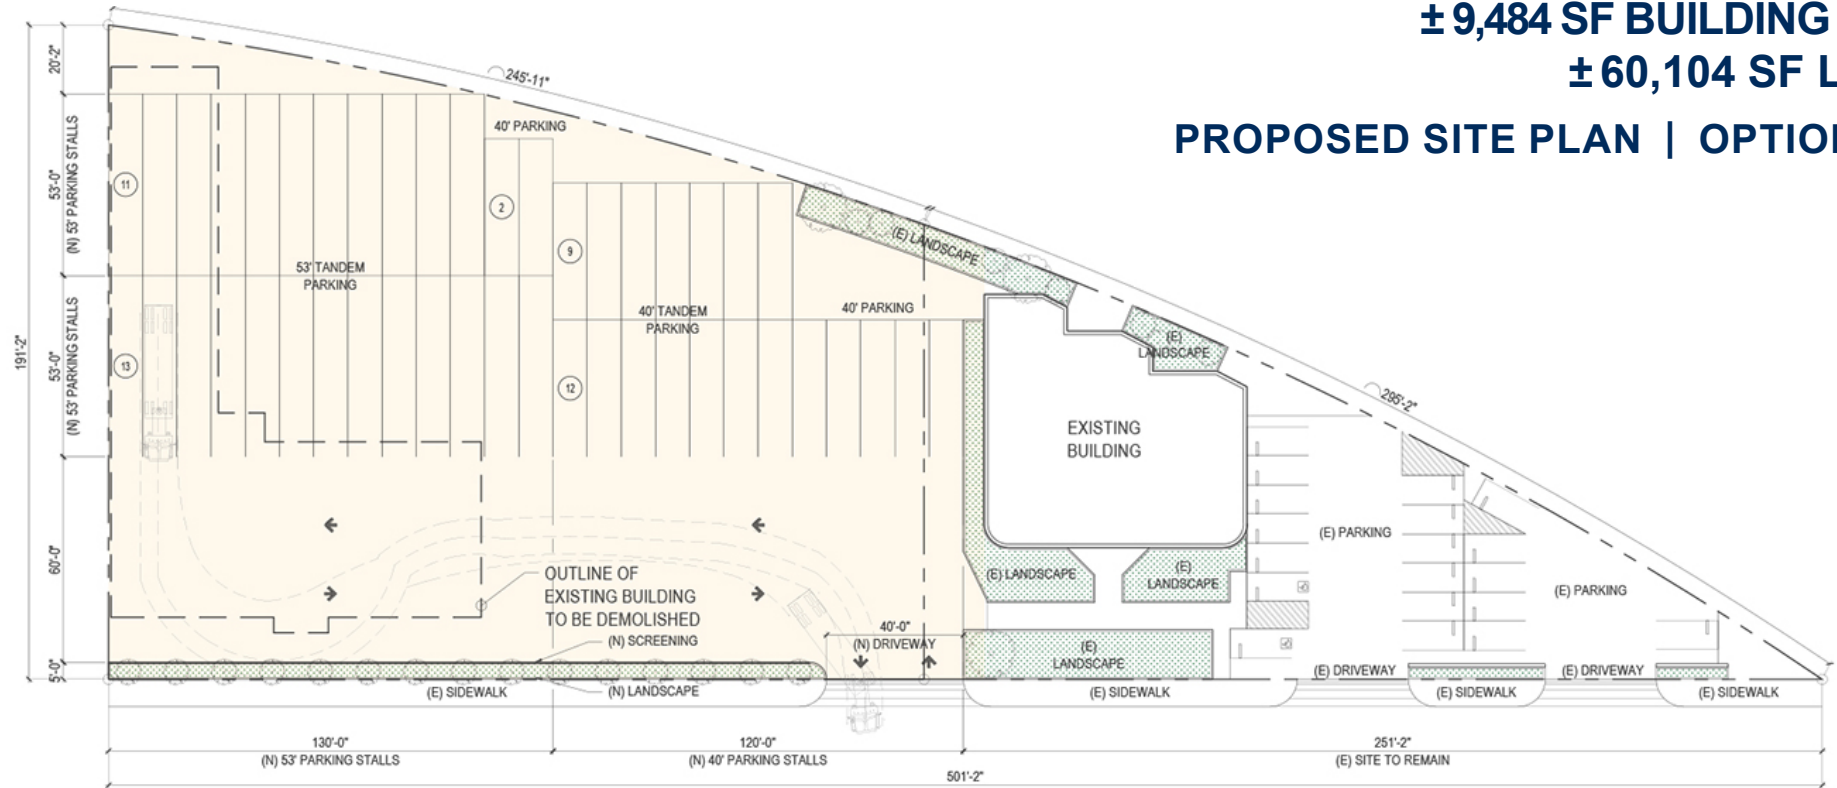 ± 9,484 SF BUILDING
± 60,104 SF L
PROPOSED SITE PLAN | OPTION
245'-11"
20'-2"
53'-0"
(N) 53' PARKING STALLS
53'-0"
(N) 53' PARKING STALLS
191'-2"
60'-0"
5'-0"
40' PARKING
11
2
9
(E) LANDSCAPE
53' TANDEM
PARKING
40' TANDEM
PARKING
40' PARKING
13
12
(E)
LANDSCAPE
295'-2"
EXISTING
BUILDING
(E) PARKING
(E) PARKING
(E) LANDSCAPE
(E)
LANDSCAPE
OUTLINE OF
EXISTING BUILDING
TO BE DEMOLISHED
(N) SCREENING
40'-0"
(N) DRIVEWAY
(E)
LANDSCAPE
(E) DRIVEWAY
(E) DRIVEWAY
(E) SIDEWALK
(N) LANDSCAPE
(E) SIDEWALK
(E) SIDEWALK
(E) SIDEWALK
130'-0"
(N) 53' PARKING STALLS
120'-0"
(N) 40' PARKING STALLS
251'-2"
(E) SITE TO REMAIN
501'-2"